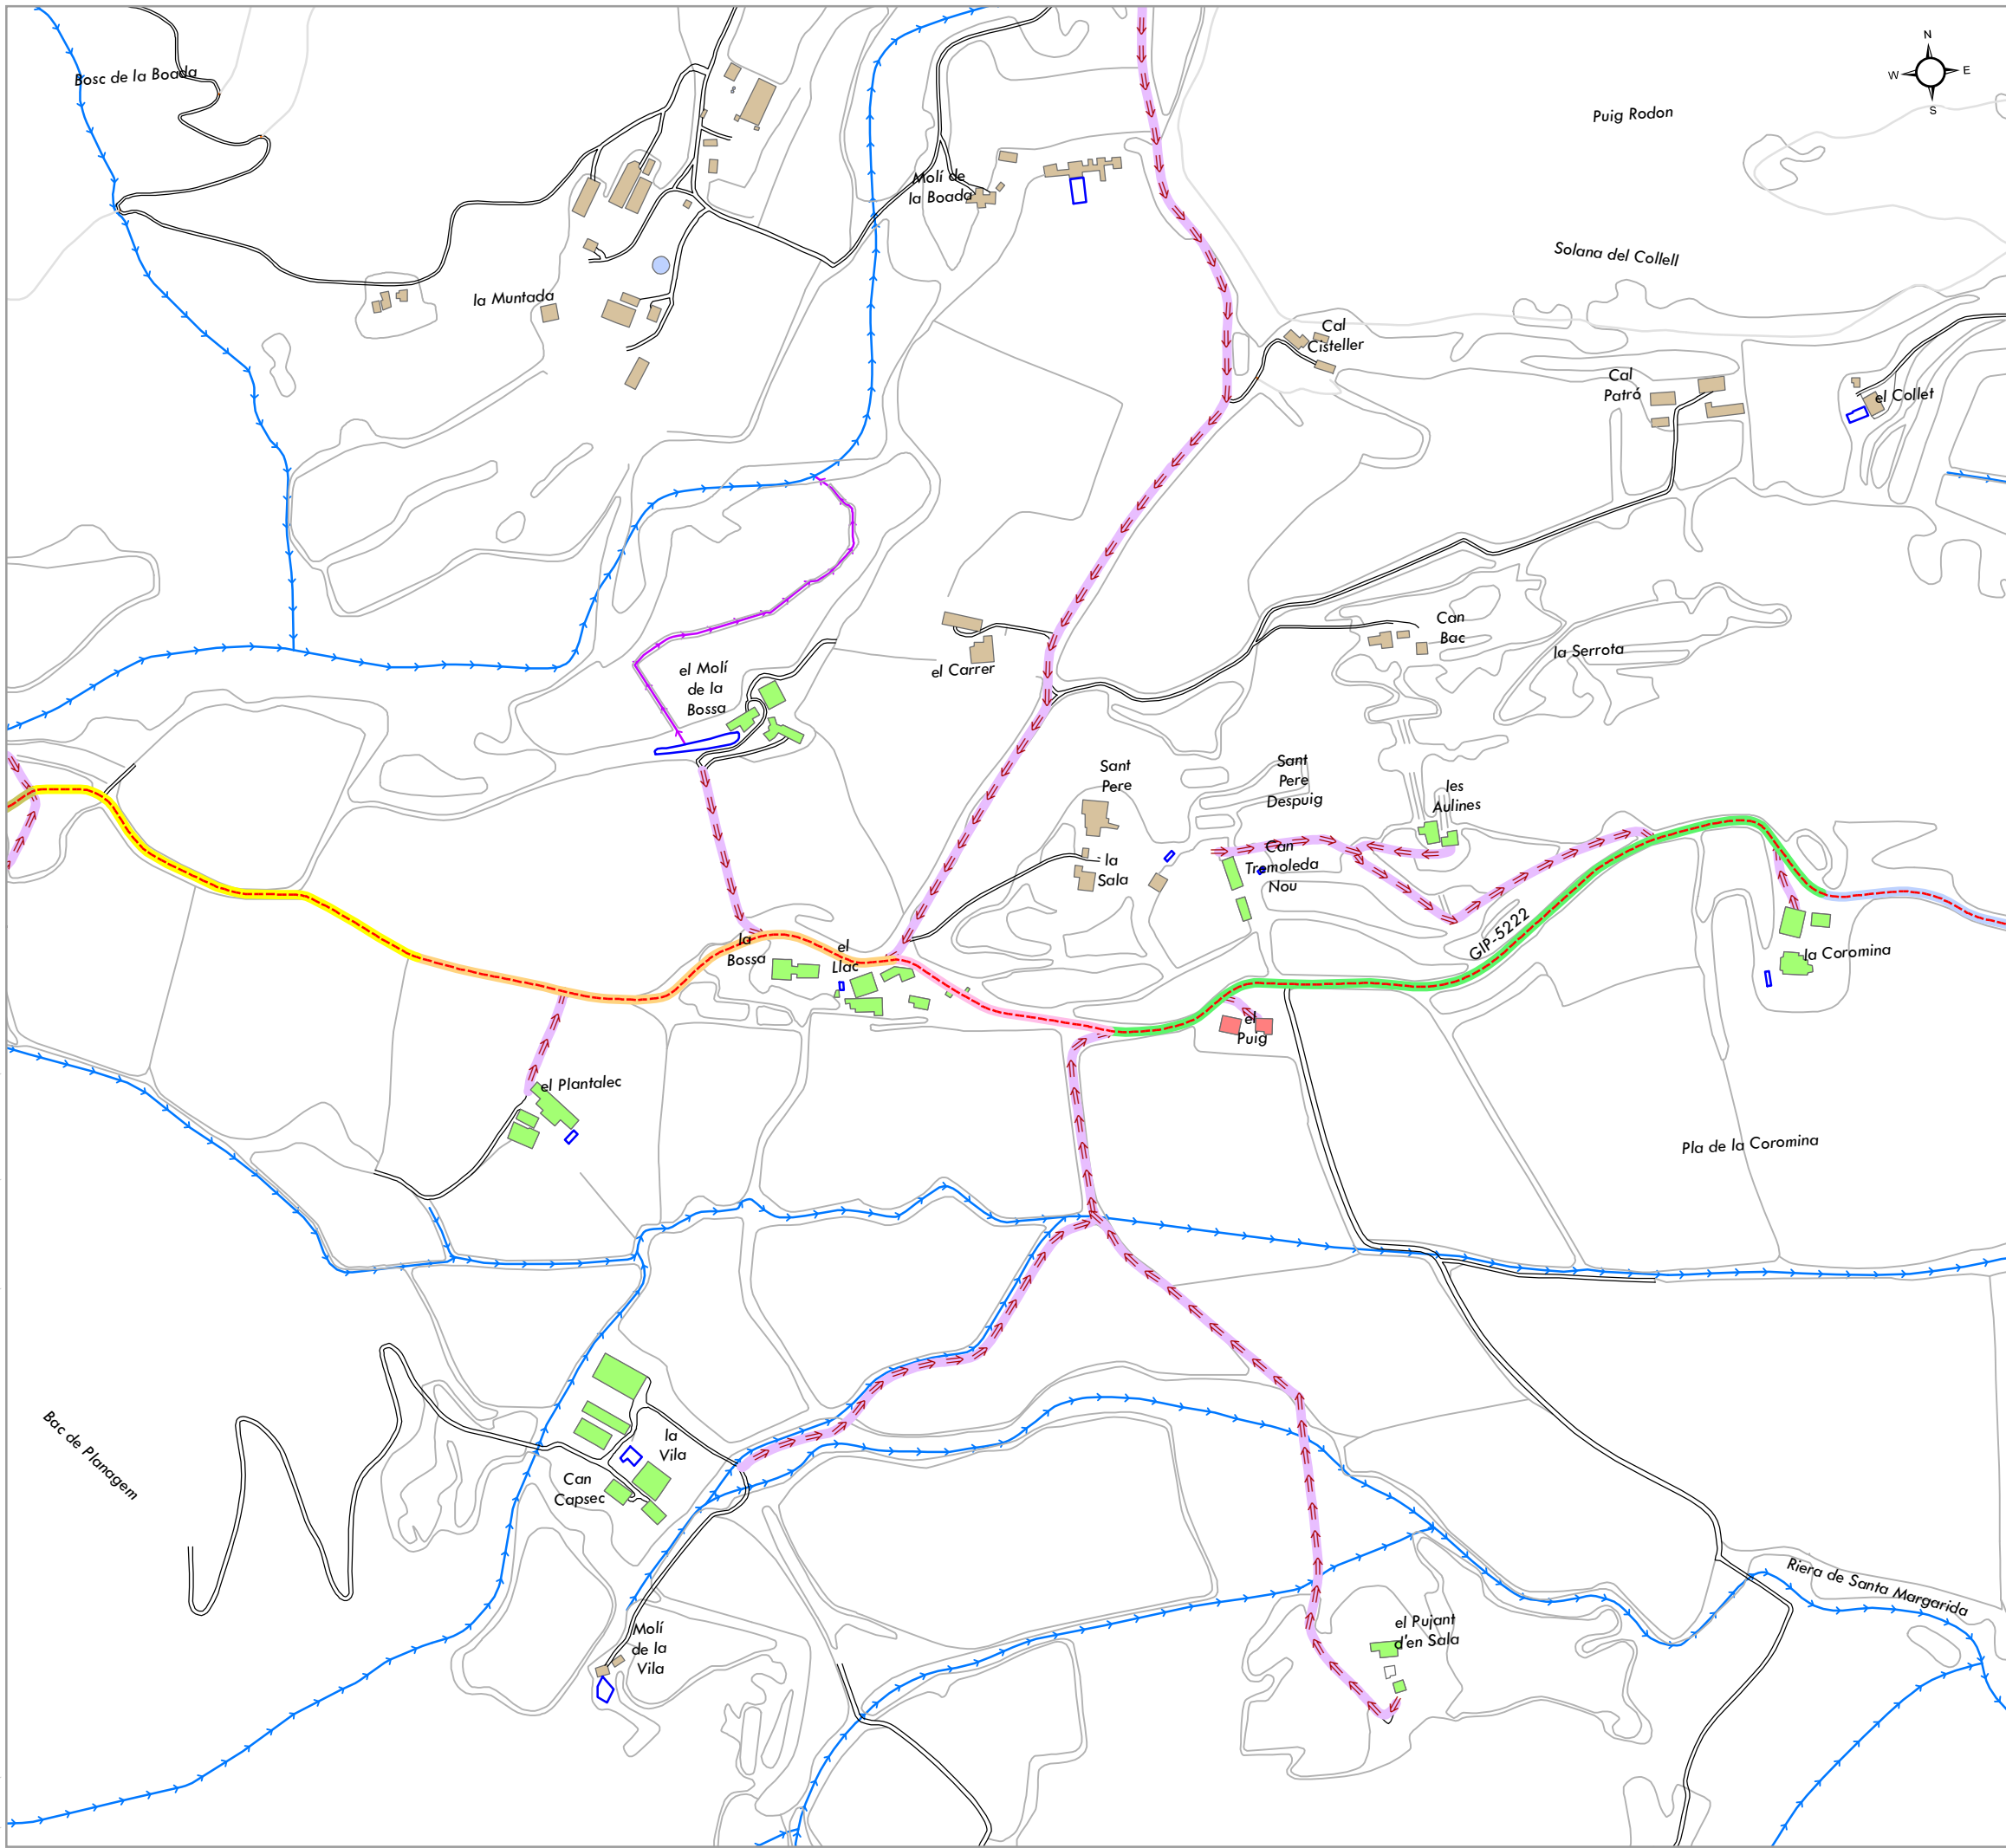 N
W E
S
Bosc de la Boada
Puig Rodon
Molí de
la Boada
Solana del Collell
la Muntada
Cal
Cisteller
Cal
Patró
el Collet
Can
Bac
la Serrota
el Carrer
el Molí
de la
Bossa
Sant
Pere
Sant
Pere
Despuig
les
Aulines
Can
Tremoleda
Nou
la
Sala
GIP-5222
la
Bossa
el
Llac
la Coromina
el
Puig
el Plantalec
Pla de la Coromina
Bac de Planagem
la
Vila
Can
Capsec
Riera de Santa Margarida
el Pujant
d'en Sala
Molí
de la
Vila